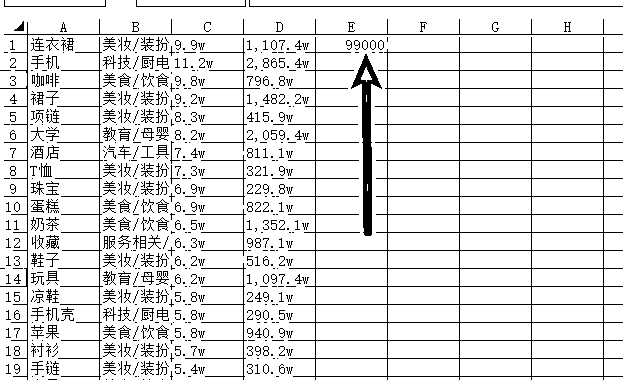 A B C D E F G H
1 连衣裙 美妆/装扮 9.9w 1,107.4w 99000
2 手机 科技/厨电 11.2w 2,865.4w
3 咖啡 美食/饮食 9.8w 796.8w
4 裙子 美妆/装扮 9.2w 1,482.2w
5 项链 美妆/装扮 8.3w 415.9w
6 大学 教育/母婴 8.2w 2,059.4w
7 酒店 汽车/工具 7.4w 811.1w
8 T恤 美妆/装扮 7.3w 321.9w
9 珠宝 美妆/装扮 6.9w 229.8w
10 蛋糕 美食/饮食 6.9w 822.1w
11 奶茶 美食/饮食 6.5w 1,352.1w
12 收藏 服务相关/ 6.3w 987.1w
13 鞋子 美妆/装扮 6.2w 516.2w
14 玩具 教育/母婴 6.2w 1,097.4w
15 凉鞋 美妆/装扮 5.8w 249.1w
16 手机壳 科技/厨电 5.8w 290.5w
17 苹果 美食/饮食 5.8w 940.9w
18 衬衫 美妆/装扮 5.7w 398.2w
19 手链 美妆/装扮 5.4w 310.6w